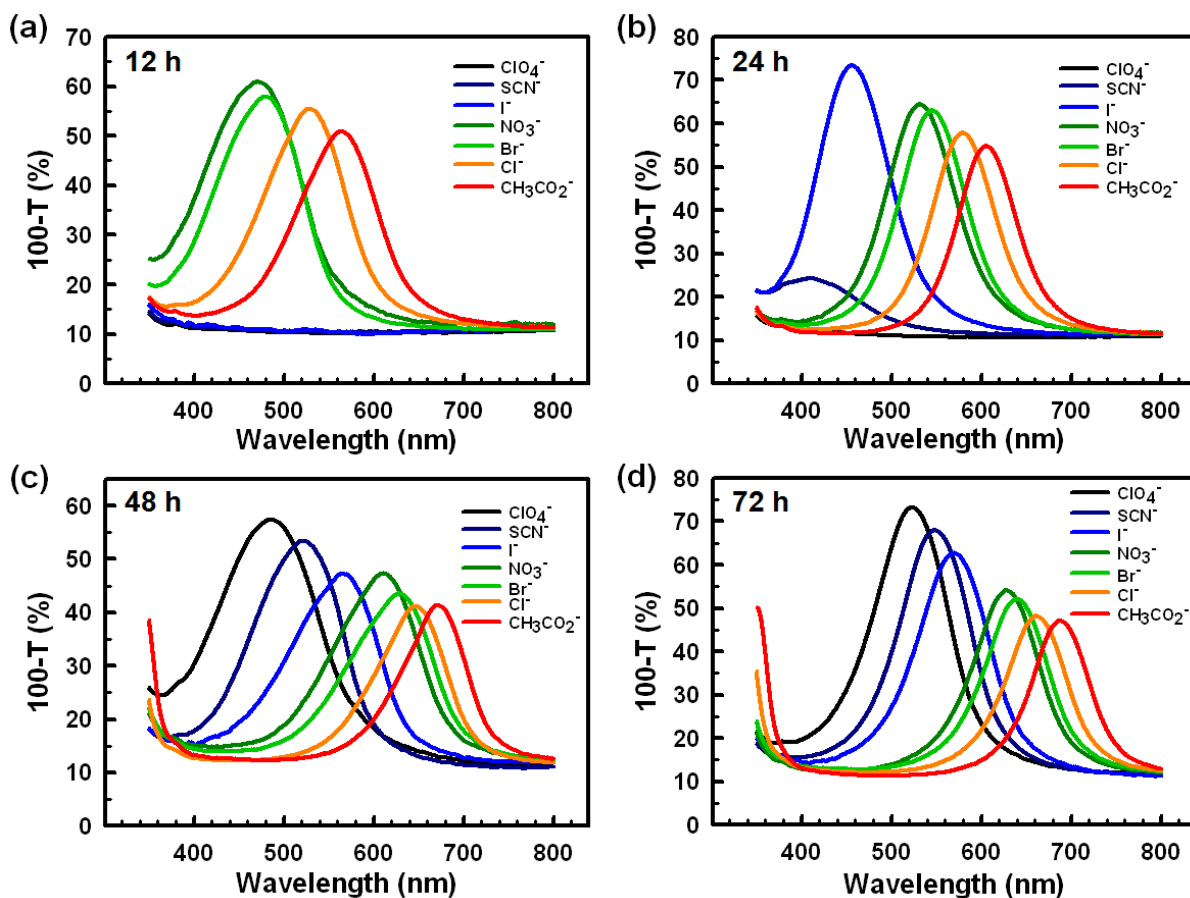 (a)
12 h
100-T (%)
70
60
50
40
30
20
10
0
400 500 600 700 800
Wavelength (nm)
ClO₄⁻
SCN⁻
I⁻
NO₃⁻
Br⁻
Cl⁻
CH₃CO₂⁻
(b)
24 h
100-T (%)
80
70
60
50
40
30
20
10
0
400 500 600 700 800
Wavelength (nm)
ClO₄⁻
SCN⁻
I⁻
NO₃⁻
Br⁻
Cl⁻
CH₃CO₂⁻
(c)
48 h
100-T (%)
60
50
40
30
20
10
0
400 500 600 700 800
Wavelength (nm)
ClO₄⁻
SCN⁻
I⁻
NO₃⁻
Br⁻
Cl⁻
CH₃CO₂⁻
(d)
72 h
100-T (%)
80
70
60
50
40
30
20
10
0
400 500 600 700 800
Wavelength (nm)
ClO₄⁻
SCN⁻
I⁻
NO₃⁻
Br⁻
Cl⁻
CH₃CO₂⁻